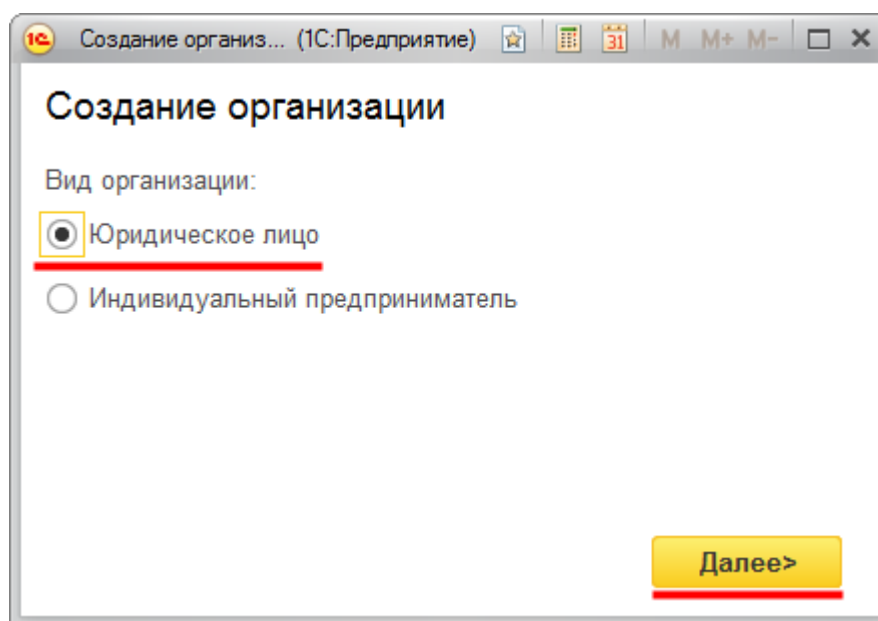 1С Создание организ... (1С:Предприятие) 31 M M+ M-
Создание организации
Вид организации:
Юридическое лицо
Индивидуальный предприниматель
Далее>